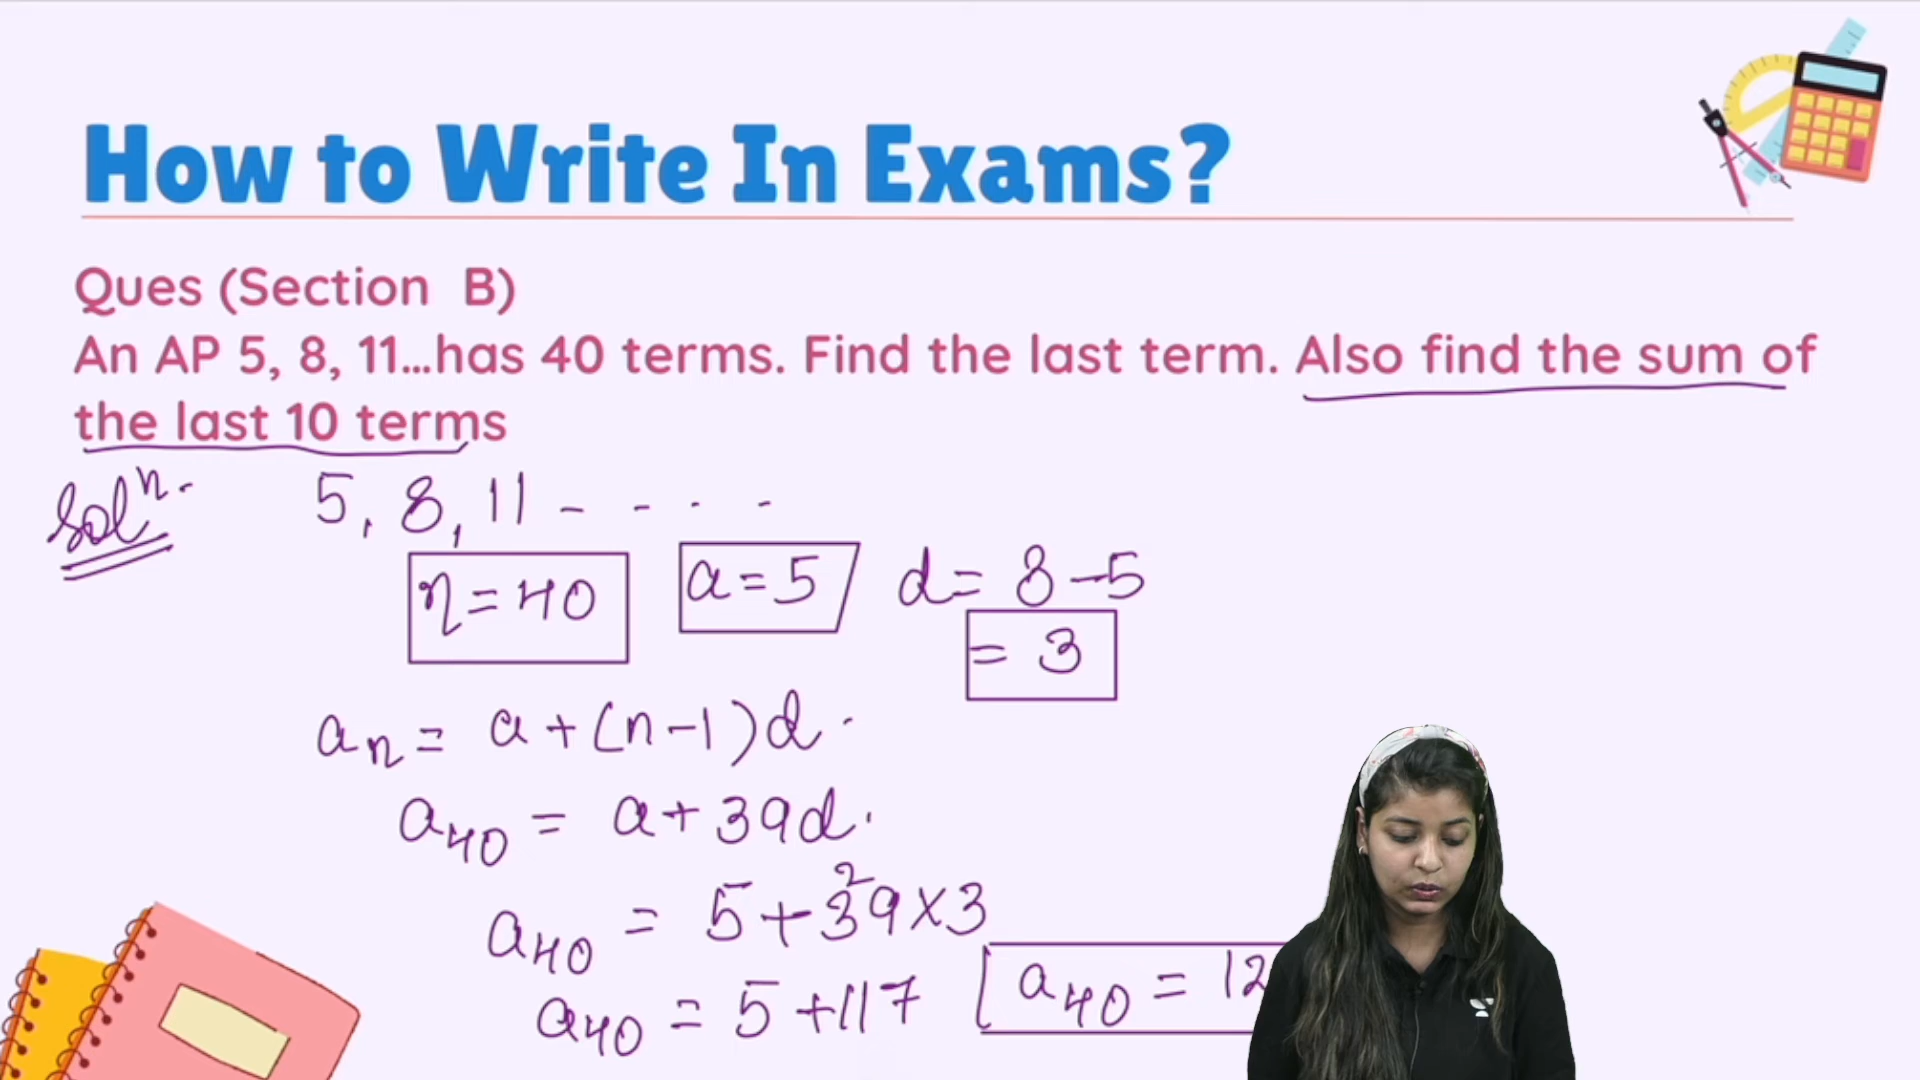 How to Write In Exams?
Ques (Section B)
An AP 5, 8, 11...has 40 terms. Find the last term. Also find the sum of
the last 10 terms
Solⁿ. 5, 8, 11 - - - -
n = 40 a = 5 d = 8 - 5
= 3
aₙ = a + (n-1)d.
a₄₀ = a + 39d.
a₄₀ = 5 + 39 x 3
2
a₄₀ = 5 + 117
a₄₀ = 12